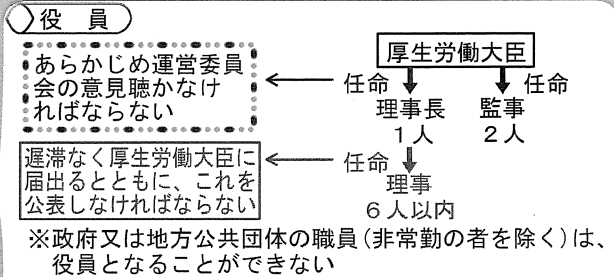 役員
厚生労働大臣
あらかじめ運営委員
会の意見聴かなけ
ればならない
任命
任命
理事長
1人
監事
2人
遅滞なく厚生労働大臣に
届出るとともに、これを
公表しなければならない
任命
理事
6人以内
※政府又は地方公共団体の職員(非常勤の者を除く)は、
役員となることができない